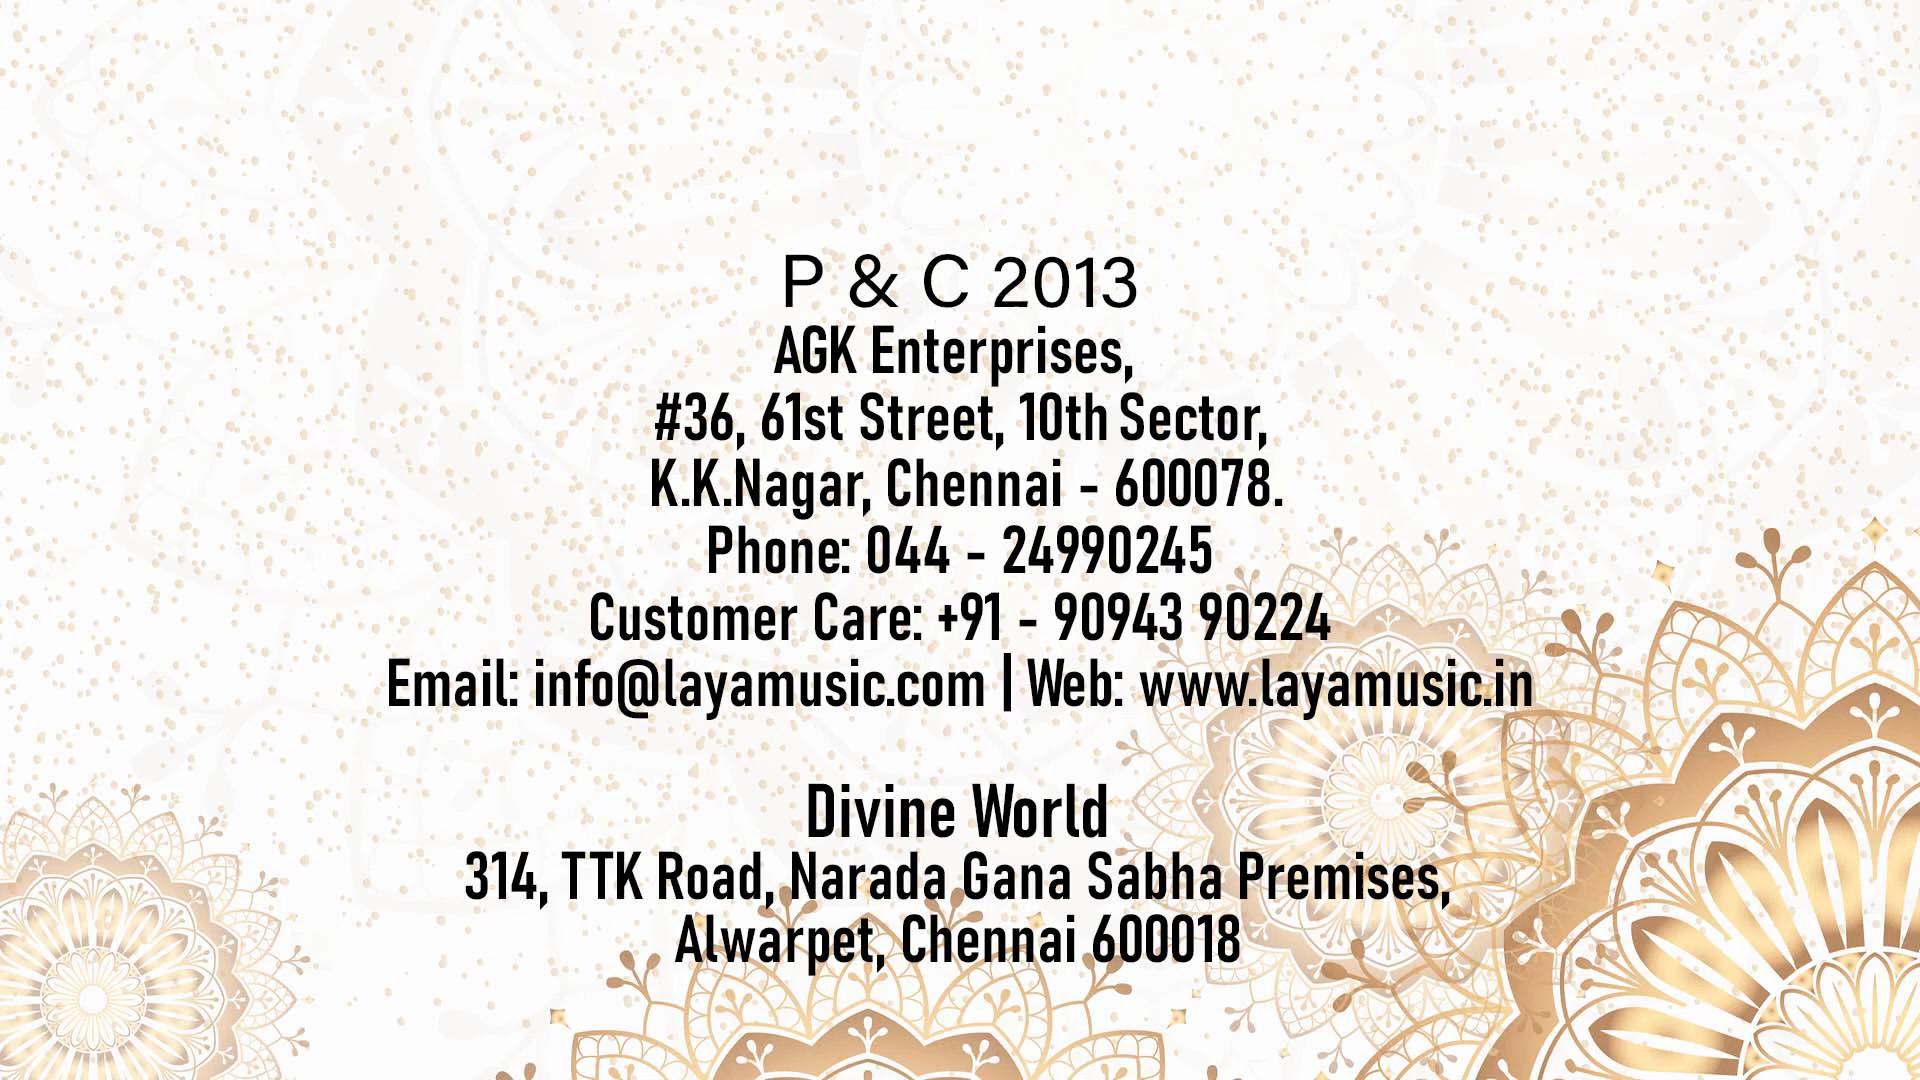 P & C 2013
AGK Enterprises,
#36, 61st Street, 10th Sector,
K.K.Nagar, Chennai - 600078.
Phone: 044 - 24990245
Customer Care: +91 - 90943 90224
Email: info@layamusic.com | Web: www.layamusic.in
Divine World
314, TTK Road, Narada Gana Sabha Premises,
Alwarpet, Chennai 600018